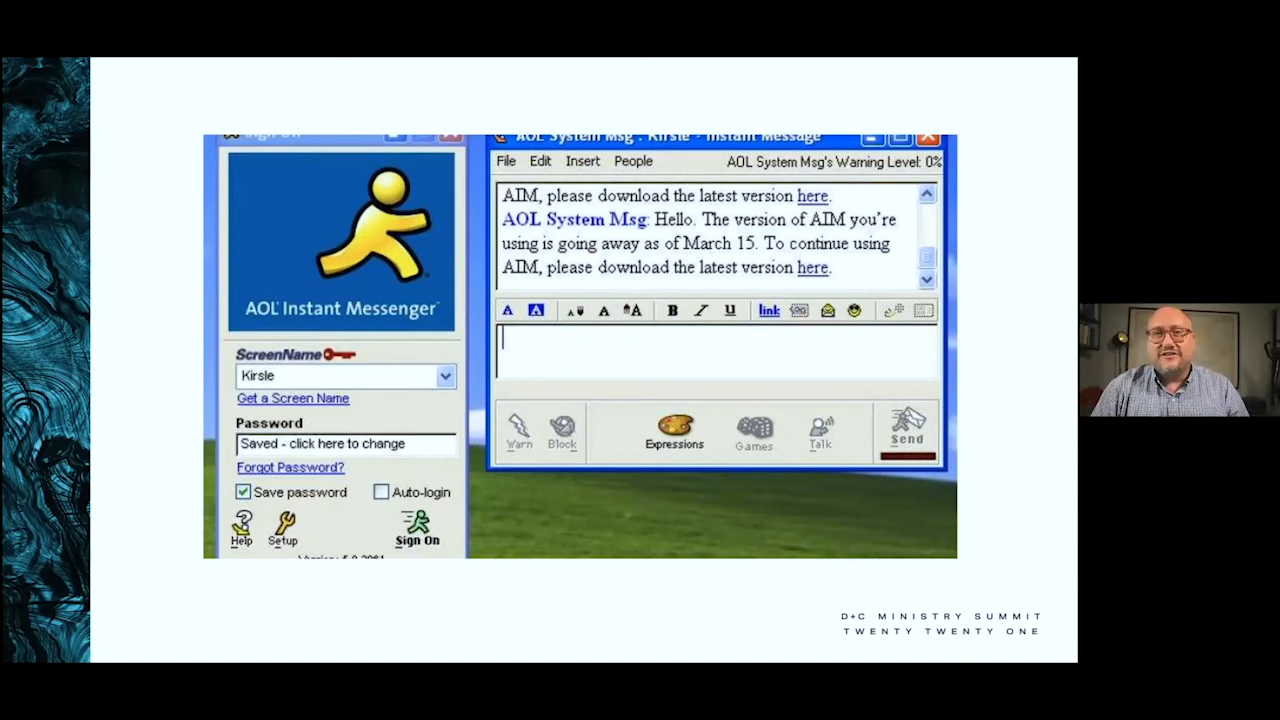 Sign On
AOL Instant Messenger
ScreenName
Kirsle
Get a Screen Name
Password
Saved - click here to change
Forgot Password?
Save password
Auto-login
Help
Setup
Sign On
AOL System Msg : Kirsle - Instant Message
File Edit Insert People
AOL System Msg's Warning Level: 0%
AIM, please download the latest version here.
AOL System Msg: Hello. The version of AIM you're
using is going away as of March 15. To continue using
AIM, please download the latest version here.
A A A A A B I U link
Warn
Block
Expressions
Games
Talk
Send
D+C MINISTRY SUMMIT
TWENTY TWENTY ONE